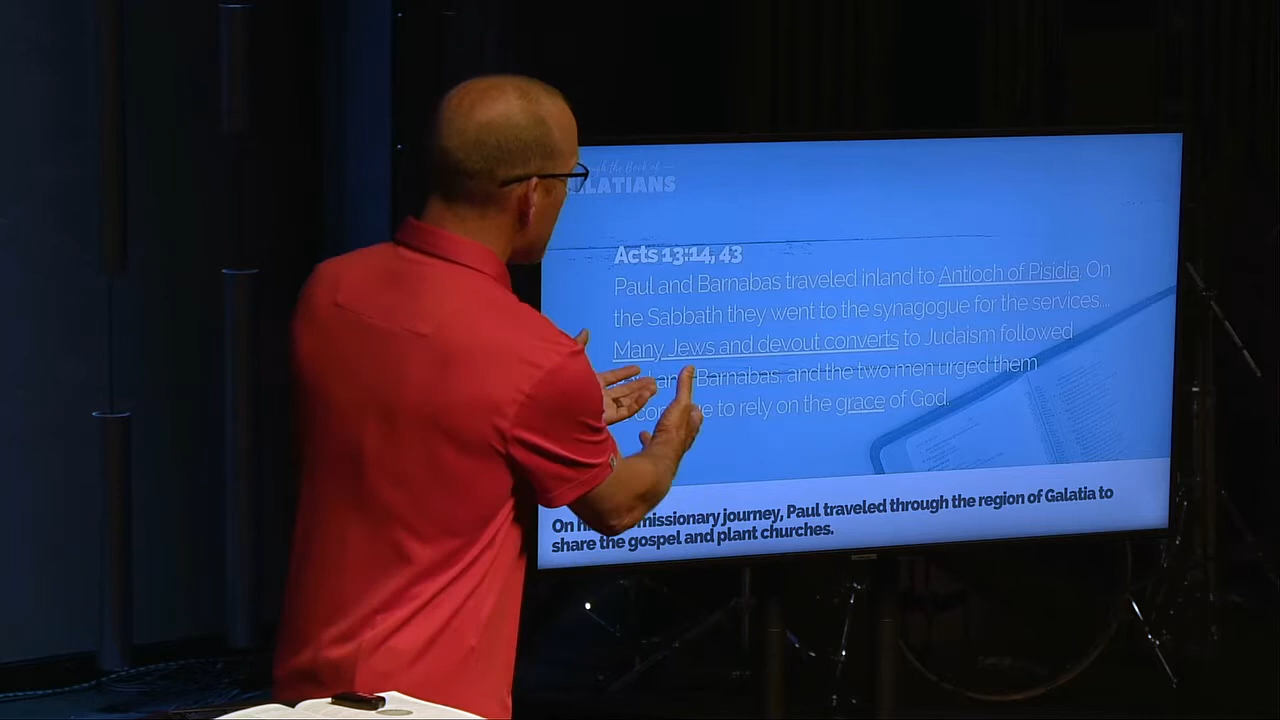 the Book of
LATIANS
Acts 13:14, 43
Paul and Barnabas traveled inland to Antioch of Pisidia. On
the Sabbath they went to the synagogue for the services,...
Many Jews and devout converts to Judaism followed
Barnabas, and the two men urged them
to rely on the grace of God.
On missionary journey, Paul traveled through the region of Galatia to
share the gospel and plant churches.